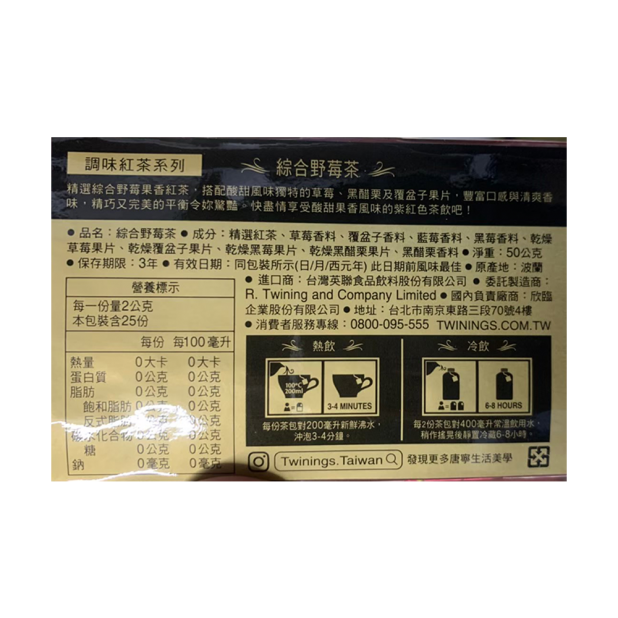 調味紅茶系列
綜合野莓茶
精選綜合野莓果香紅茶，搭配酸甜風味獨特的草莓、黑醋栗及覆盆子果片，豐富口感與清爽香
味，精巧又完美的平衡令妳驚豔。快盡情享受酸甜果香風味的紫紅色茶飲吧！
● 品名：綜合野莓茶 ● 成分：精選紅茶、草莓香料、覆盆子香料、藍莓香料、黑莓香料、乾燥
草莓果片、乾燥覆盆子果片、乾燥黑莓果片、乾燥黑醋栗果片、黑醋栗香料 ● 淨重：50公克
● 保存期限：3年 ● 有效日期：同包裝所示(日/月/西元年) 此日期前風味最佳 ● 原產地：波蘭
● 進口商：台灣英聯食品飲料股份有限公司 ● 委託製造商：
R. Twining and Company Limited ● 國內負責廠商：欣臨
企業股份有限公司 ● 地址：台北市南京東路三段70號4樓
● 消費者服務專線：0800-095-555 TWININGS.COM.TW
營養標示
每一份量2公克
本包裝含25份
每份 每100毫升
熱量 0大卡 0大卡
蛋白質 0公克 0公克
脂肪 0公克 0公克
飽和脂肪 0公克 0公克
反式脂肪 0公克 0公克
碳水化合物 0公克 0公克
糖 0公克 0公克
鈉 0毫克 0毫克
熱飲
100°C
200ml
3-4 MINUTES
每份茶包對200毫升新鮮沸水，
沖泡3-4分鐘。
冷飲
6-8 HOURS
每2份茶包對400毫升常溫飲用水，
稍作搖晃後靜置冷藏6-8小時。
Twinings.Taiwan
發現更多唐寧生活美學